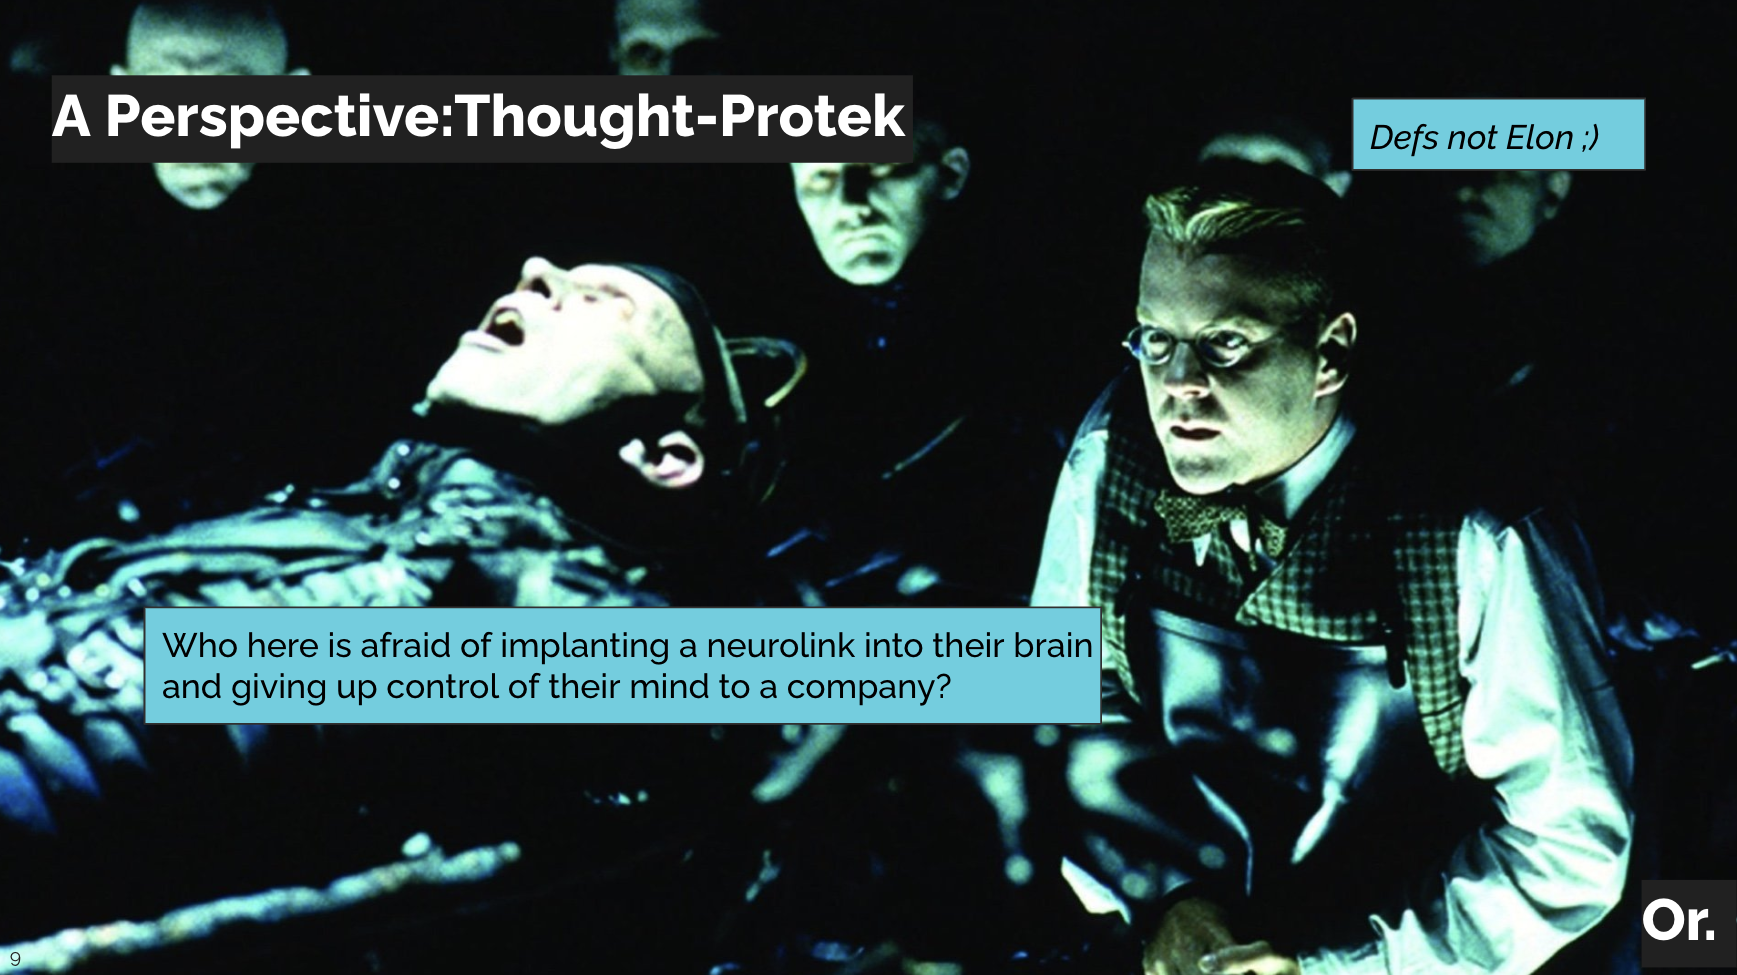 A Perspective:Thought-Protek
Defs not Elon ;)
Who here is afraid of implanting a neurolink into their brain
and giving up control of their mind to a company?
Or.
9